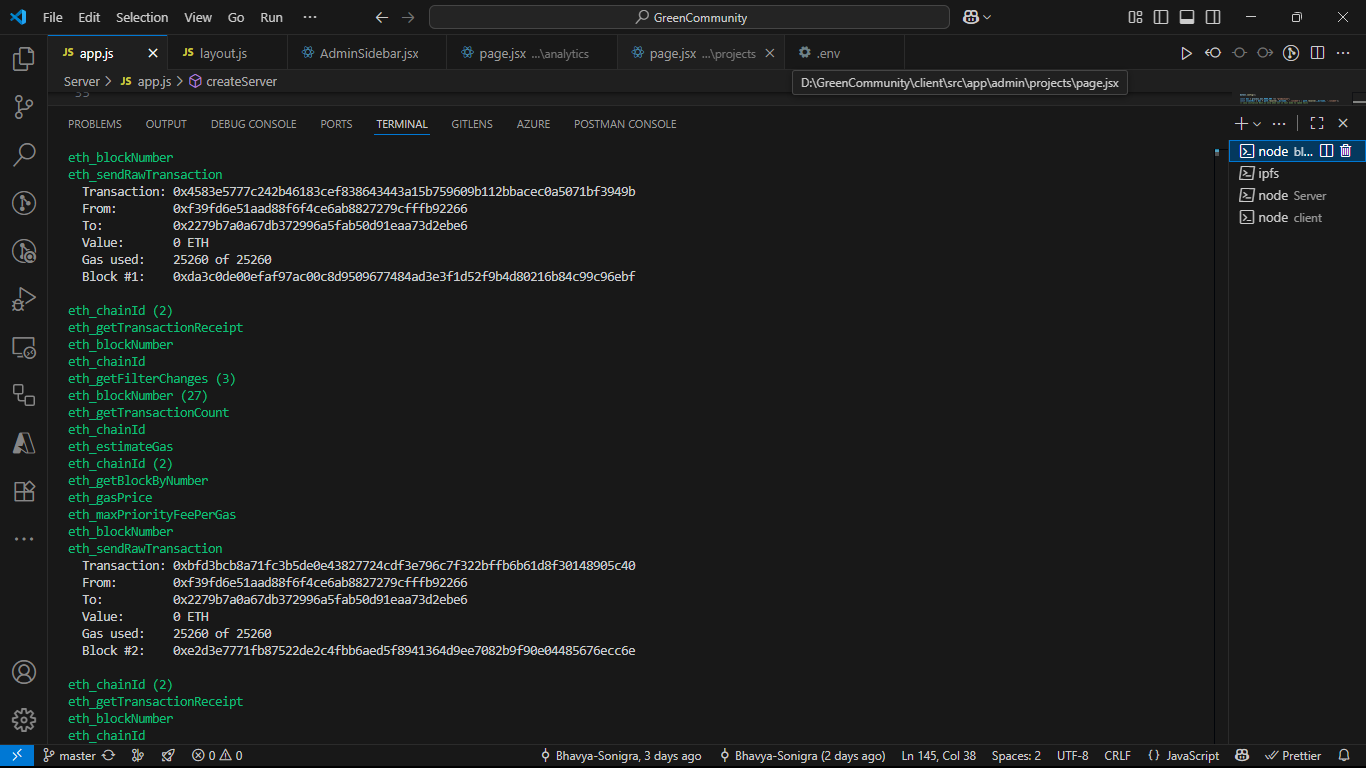 File Edit Selection View Go Run ··· GreenCommunity
JS app.js JS layout.js AdminSidebar.jsx page.jsx ...\analytics page.jsx ...\projects .env
Server > JS app.js > createServer
D:\GreenCommunity\client\src\app\admin\projects\page.jsx
PROBLEMS OUTPUT DEBUG CONSOLE PORTS TERMINAL GITLENS AZURE POSTMAN CONSOLE
node bl...
ipfs
node Server
node client
eth_blockNumber
eth_sendRawTransaction
Transaction: 0x4583e5777c242b46183cef838643443a15b759609b112bbacec0a5071bf3949b
From: 0xf39fd6e51aad88f6f4ce6ab8827279cfffb92266
To: 0x2279b7a0a67db372996a5fab50d91eaa73d2ebe6
Value: 0 ETH
Gas used: 25260 of 25260
Block #1: 0xda3c0de00efaf97ac00c8d9509677484ad3e3f1d52f9b4d80216b84c99c96ebf
eth_chainId (2)
eth_getTransactionReceipt
eth_blockNumber
eth_chainId
eth_getFilterChanges (3)
eth_blockNumber (27)
eth_getTransactionCount
eth_chainId
eth_estimateGas
eth_chainId (2)
eth_getBlockByNumber
eth_gasPrice
eth_maxPriorityFeePerGas
eth_blockNumber
eth_sendRawTransaction
Transaction: 0xbfd3bcb8a71fc3b5de0e43827724cdf3e796c7f322bffb6b61d8f30148905c40
From: 0xf39fd6e51aad88f6f4ce6ab8827279cfffb92266
To: 0x2279b7a0a67db372996a5fab50d91eaa73d2ebe6
Value: 0 ETH
Gas used: 25260 of 25260
Block #2: 0xe2d3e7771fb87522de2c4fbb6aed5f8941364d9ee7082b9f90e04485676ecc6e
eth_chainId (2)
eth_getTransactionReceipt
eth_blockNumber
eth_chainId
master 0 0 Bhavya-Sonigra, 3 days ago Bhavya-Sonigra (2 days ago) Ln 145, Col 38 Spaces: 2 UTF-8 CRLF {} JavaScript Prettier